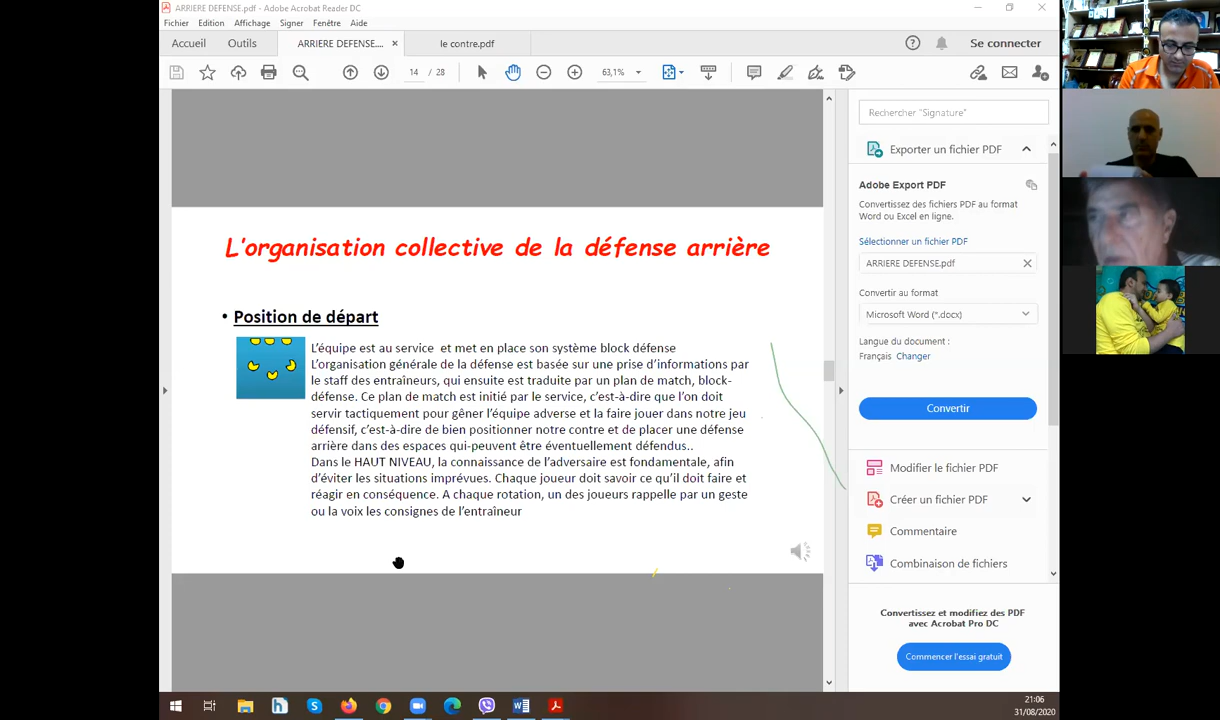 ARRIERE DEFENSE.pdf - Adobe Acrobat Reader DC
Fichier Edition Affichage Signer Fenêtre Aide
Accueil Outils ARRIERE DEFENSE.... le contre.pdf Se connecter
14 / 28 63,1%
Rechercher "Signature"
Exporter un fichier PDF
Adobe Export PDF
Convertissez des fichiers PDF au format
Word ou Excel en ligne.
Sélectionner un fichier PDF
ARRIERE DEFENSE.pdf
Convertir au format
Microsoft Word (*.docx)
Langue du document :
Français Changer
Convertir
Modifier le fichier PDF
Créer un fichier PDF
Commentaire
Combinaison de fichiers
Convertissez et modifiez des PDF
avec Acrobat Pro DC
Commencer l'essai gratuit
L'organisation collective de la défense arrière
• Position de départ
L'équipe est au service et met en place son système block défense
L'organisation générale de la défense est basée sur une prise d'informations par
le staff des entraîneurs, qui ensuite est traduite par un plan de match, block-
défense. Ce plan de match est initié par le service, c'est-à-dire que l'on doit
servir tactiquement pour gêner l'équipe adverse et la faire jouer dans notre jeu
défensif, c'est-à-dire de bien positionner notre contre et de placer une défense
arrière dans des espaces qui-peuvent être éventuellement défendus..
Dans le HAUT NIVEAU, la connaissance de l'adversaire est fondamentale, afin
d'éviter les situations imprévues. Chaque joueur doit savoir ce qu'il doit faire et
réagir en conséquence. A chaque rotation, un des joueurs rappelle par un geste
ou la voix les consignes de l'entraîneur
21:06
31/08/2020